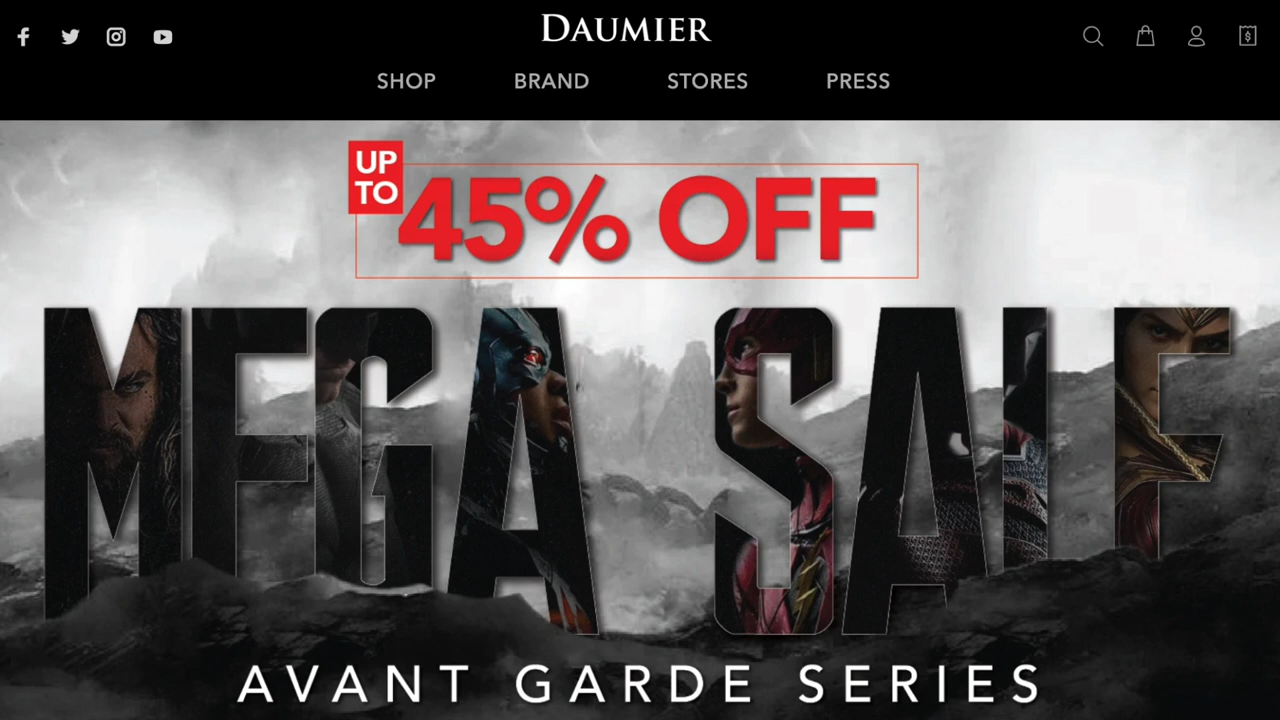 DAUMIER
SHOP BRAND STORES PRESS
UP
TO
45% OFF
MEGA SALE
AVANT GARDE SERIES